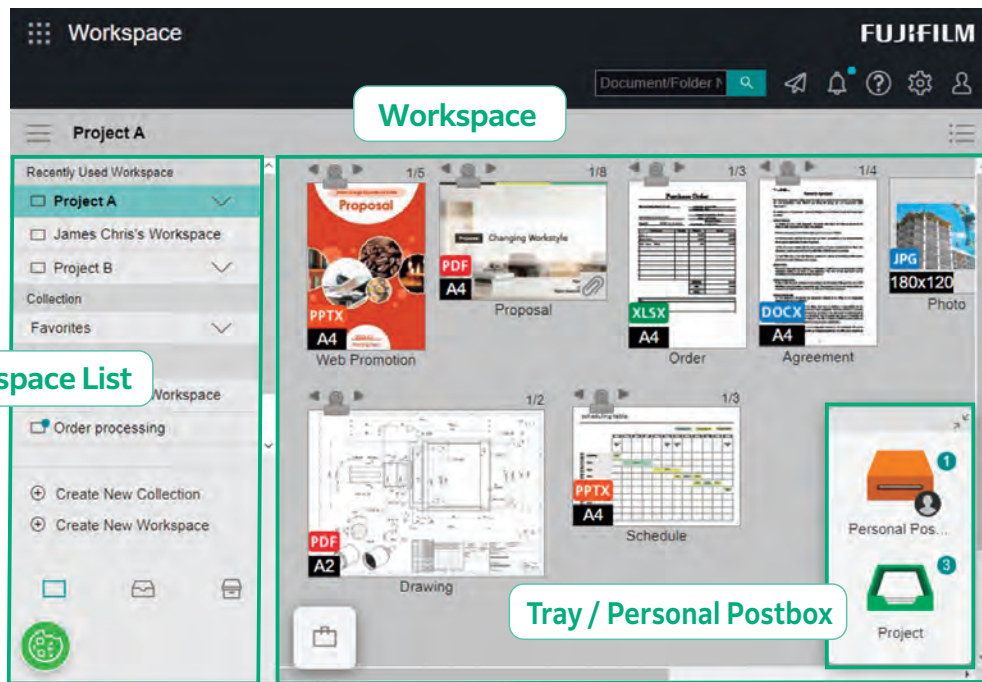 Workspace
FUJIFILM
Document/Folder N
Workspace
Project A
Recently Used Workspace
Project A
James Chris's Workspace
Project B
Collection
Favorites
space List
Workspace
Order processing
Create New Collection
Create New Workspace
1/5
Proposal
PPTX
A4
Web Promotion
1/8
Changing Workstyle
PDF
A4
Proposal
1/3
Purchase Order
XLSX
A4
Order
1/4
DOCX
A4
Agreement
JPG
180x120
Photo
1/2
PDF
A2
Drawing
1/3
scheduling table
PPTX
A4
Schedule
1
Personal Pos...
3
Project
Tray / Personal Postbox